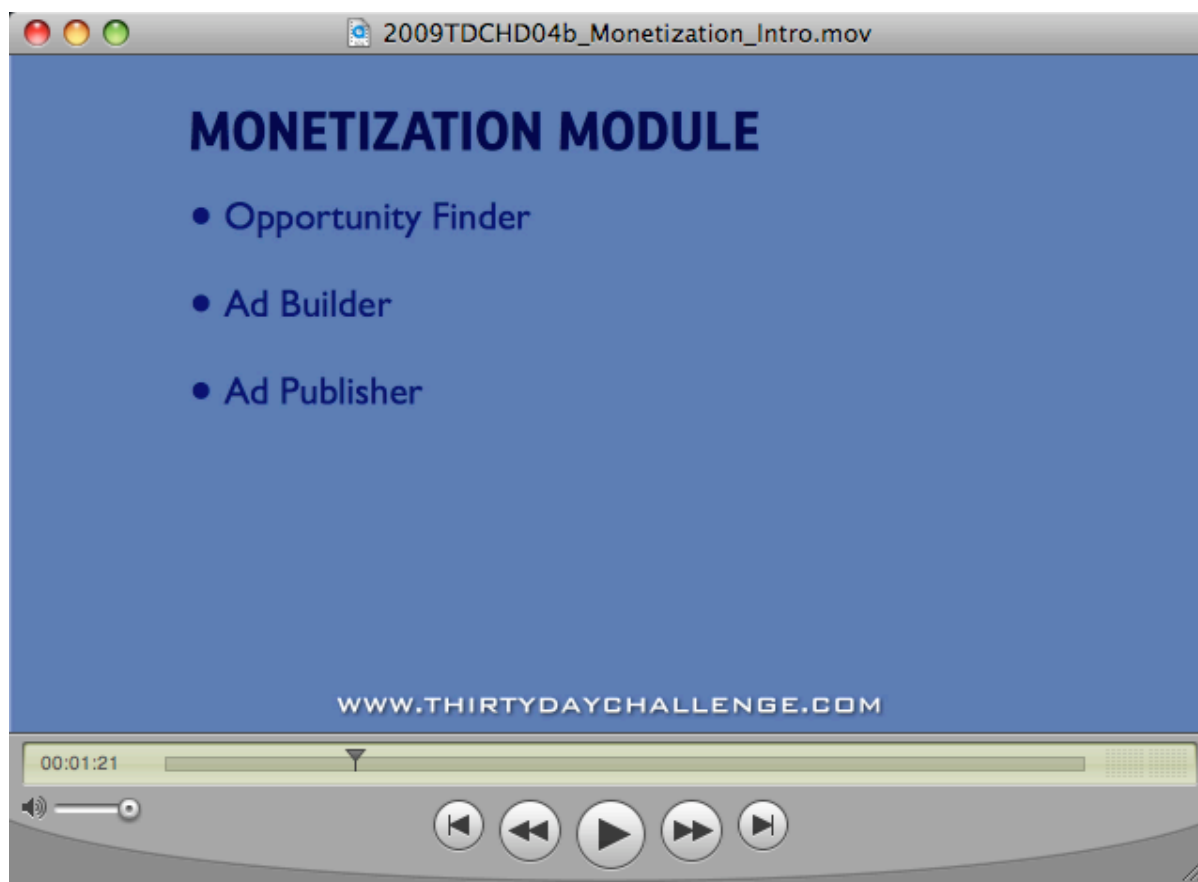 2009TDCHD04b_Monetization_Intro.mov
MONETIZATION MODULE
• Opportunity Finder
• Ad Builder
• Ad Publisher
WWW.THIRTYDAYCHALLENGE.COM
00:01:21